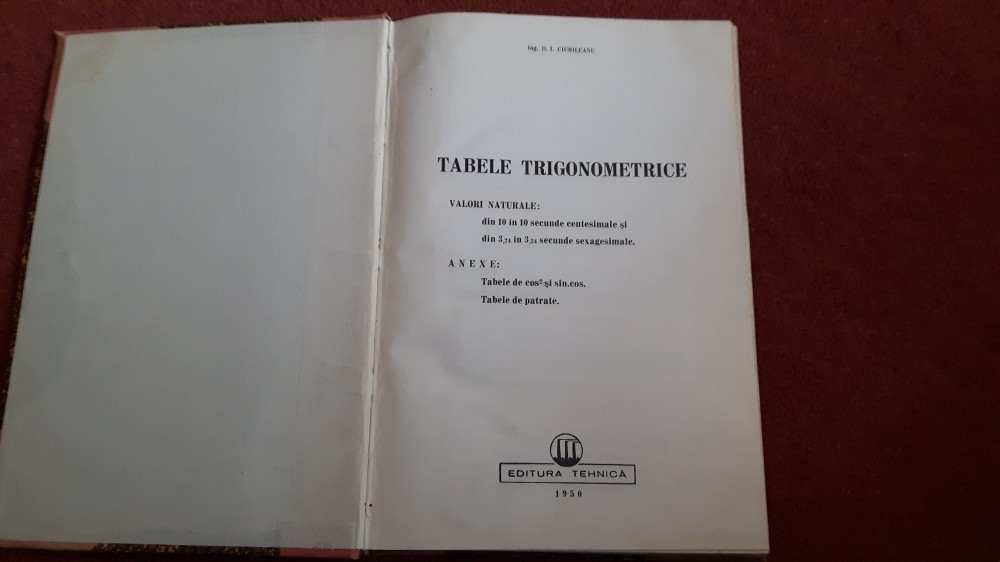 Ing. D. I. CIURILEANU
TABELE TRIGONOMETRICE
VALORI NATURALE:
din 10 in 10 secunde centesimale şi
din 3,24 in 3,24 secunde sexagesimale.
ANEXE:
Tabele de cos² şi sin.cos.
Tabele de patrate.
EDITURA TEHNICĂ
1950